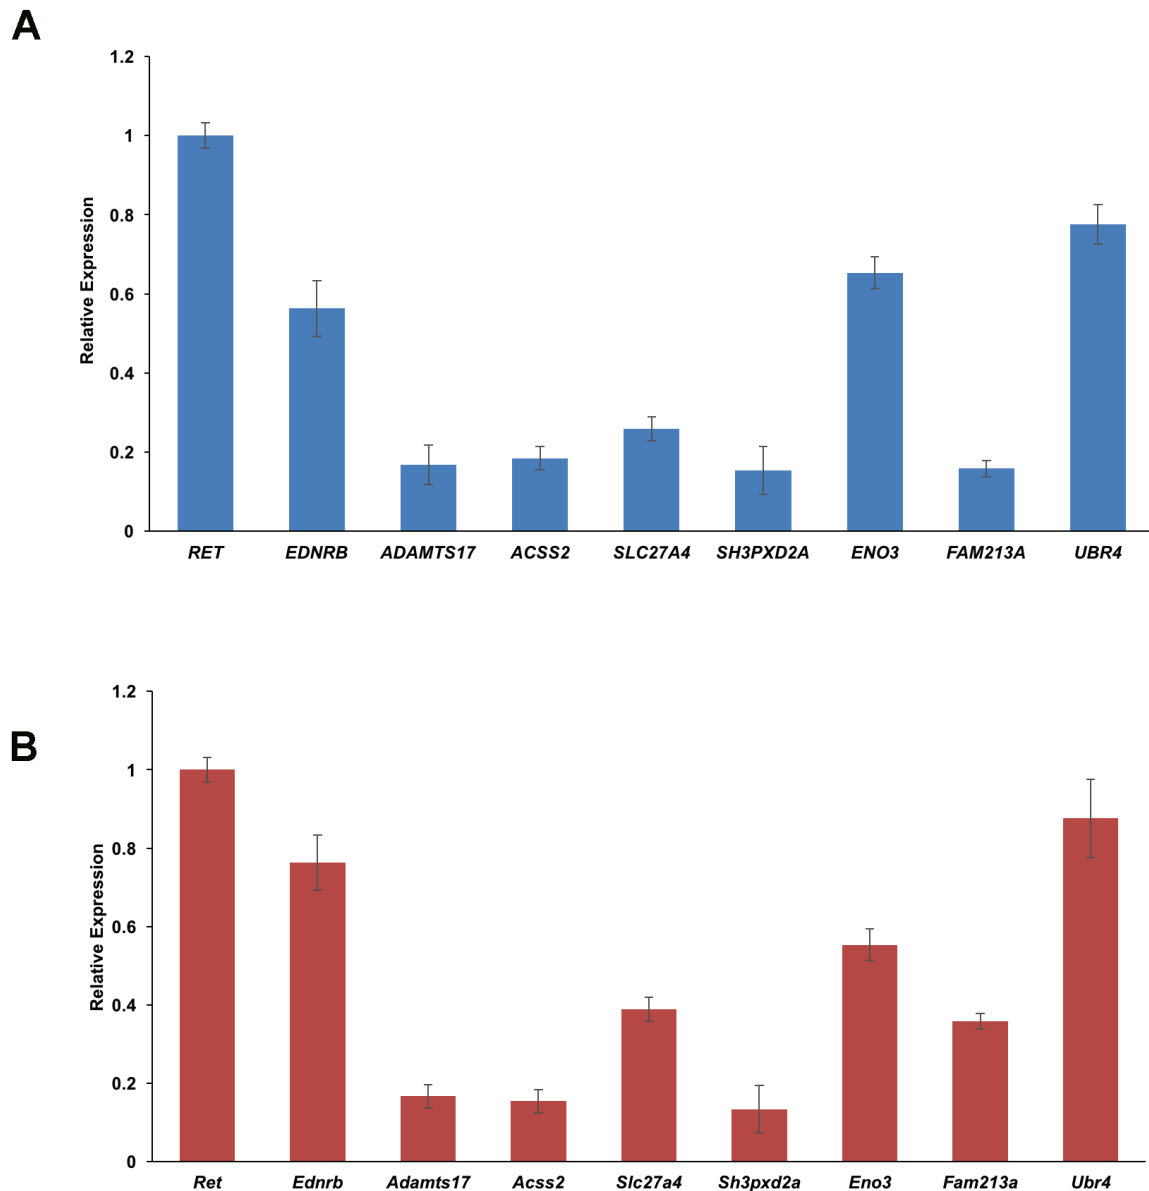 A
1.2
1
0.8
0.6
0.4
0.2
0
Relative Expression
RET EDNRB ADAMTS17 ACSS2 SLC27A4 SH3PXD2A ENO3 FAM213A UBR4
B
1.2
1
0.8
0.6
0.4
0.2
0
Relative Expression
Ret Ednrb Adamts17 Acss2 Slc27a4 Sh3pxd2a Eno3 Fam213a Ubr4